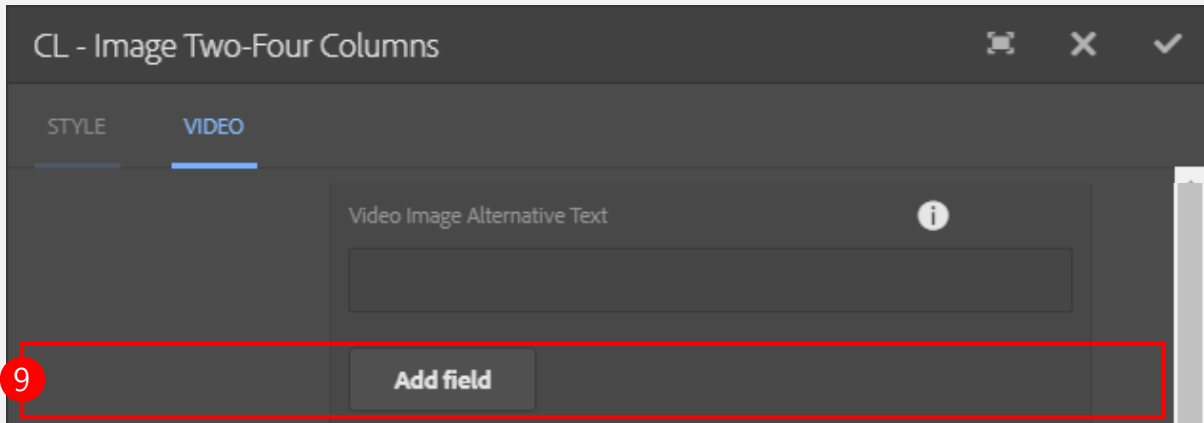 CL - Image Two-Four Columns
STYLE VIDEO
Video Image Alternative Text
9
Add field